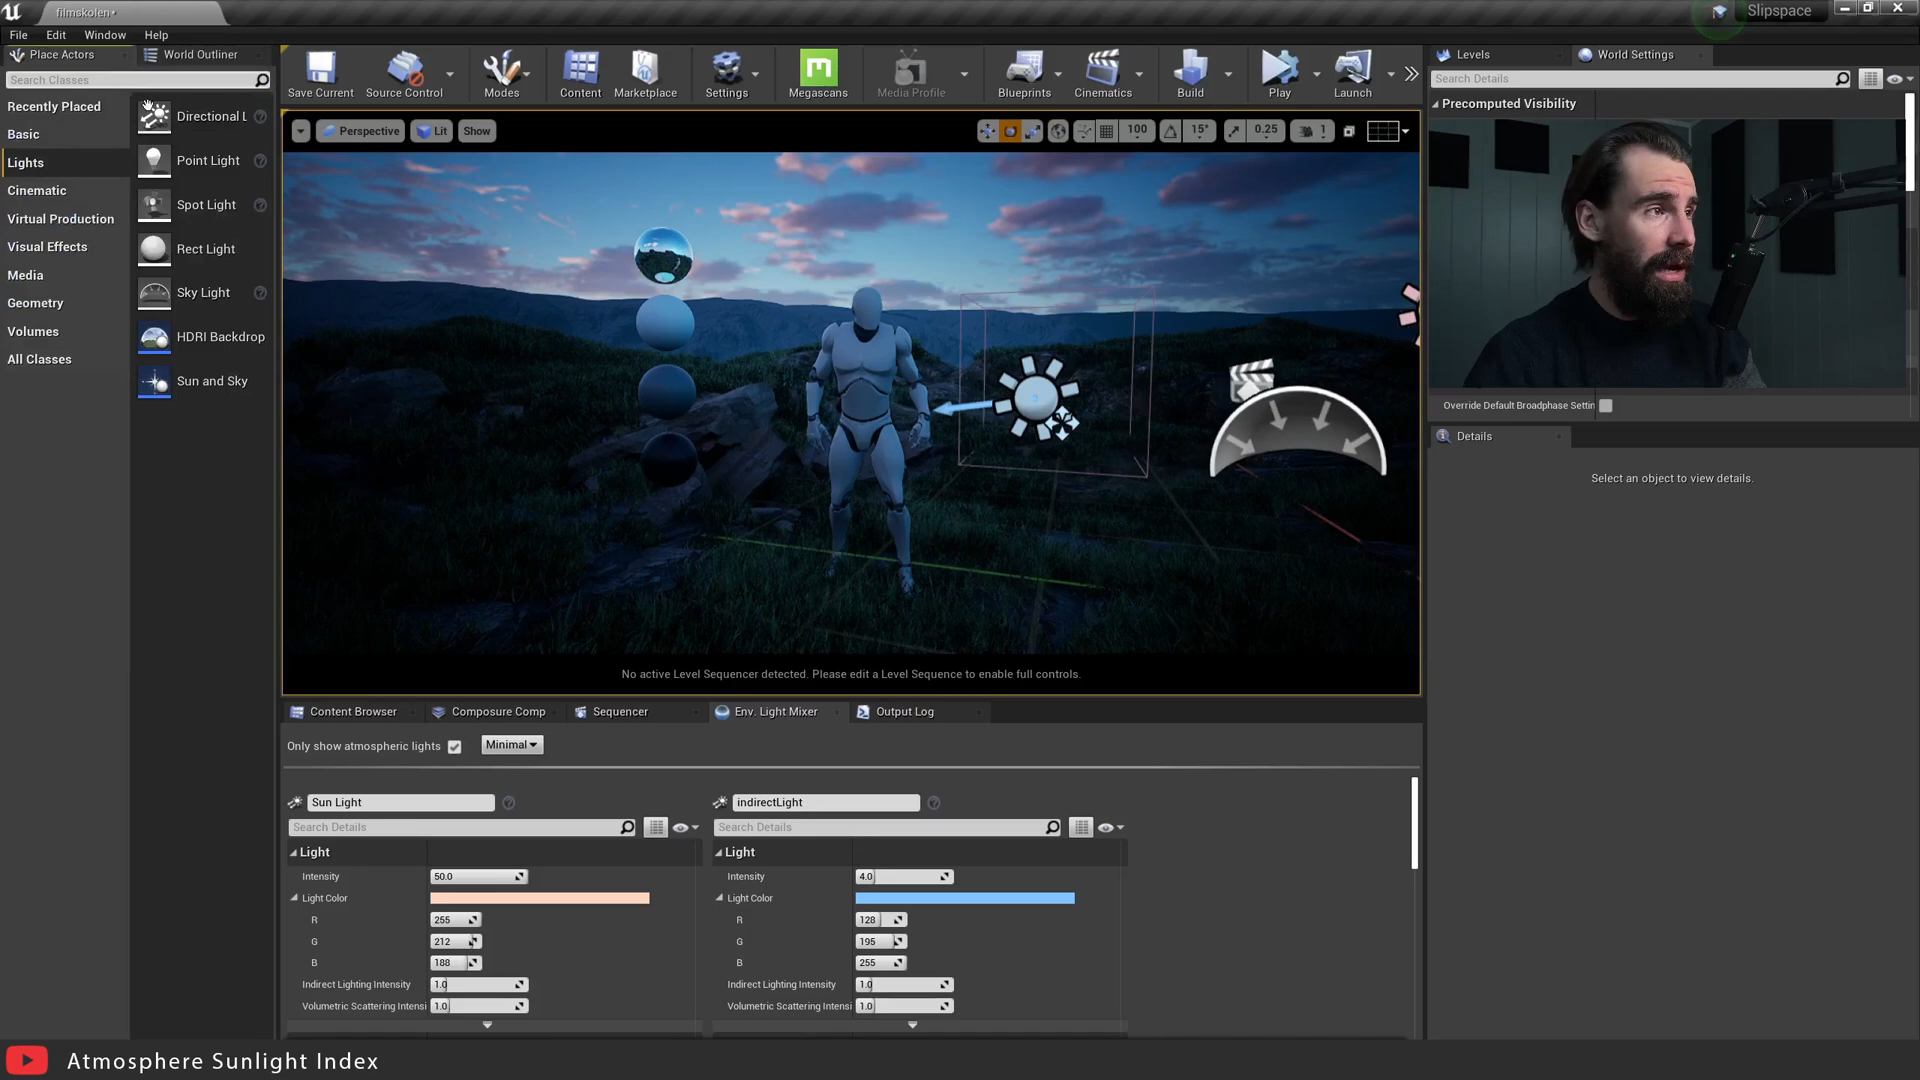 filmskolen*
Slipspace
File Edit Window Help
Place Actors
World Outliner
Search Classes
Recently Placed
Basic
Lights
Cinematic
Virtual Production
Visual Effects
Media
Geometry
Volumes
All Classes
Directional L
Point Light
Spot Light
Rect Light
Sky Light
HDRI Backdrop
Sun and Sky
Save Current
Source Control
Modes
Content
Marketplace
Settings
Megascans
Media Profile
Blueprints
Cinematics
Build
Play
Launch
Perspective
Lit
Show
100
15°
0.25
1
No active Level Sequencer detected. Please edit a Level Sequence to enable full controls.
Levels
World Settings
Search Details
Precomputed Visibility
Override Default Broadphase Settin
Details
Select an object to view details.
Content Browser
Composure Comp
Sequencer
Env. Light Mixer
Output Log
Only show atmospheric lights
Minimal
Sun Light
Search Details
Light
Intensity 50.0
Light Color
R 255
G 212
B 188
Indirect Lighting Intensity 1.0
Volumetric Scattering Intensi 1.0
indirectLight
Search Details
Light
Intensity 4.0
Light Color
R 128
G 195
B 255
Indirect Lighting Intensity 1.0
Volumetric Scattering Intensi 1.0
Atmosphere Sunlight Index